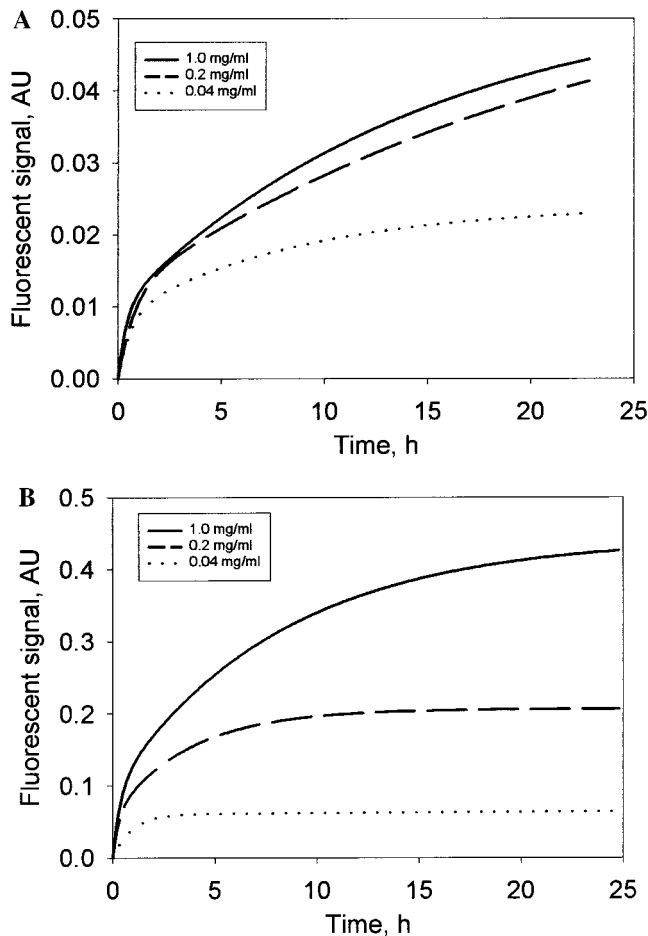 A
Fluorescent signal, AU
0.05
0.04
0.03
0.02
0.01
0.00
1.0 mg/ml
0.2 mg/ml
0.04 mg/ml
0
5
10
15
20
25
Time, h
B
Fluorescent signal, AU
0.5
0.4
0.3
0.2
0.1
0.0
1.0 mg/ml
0.2 mg/ml
0.04 mg/ml
0
5
10
15
20
25
Time, h